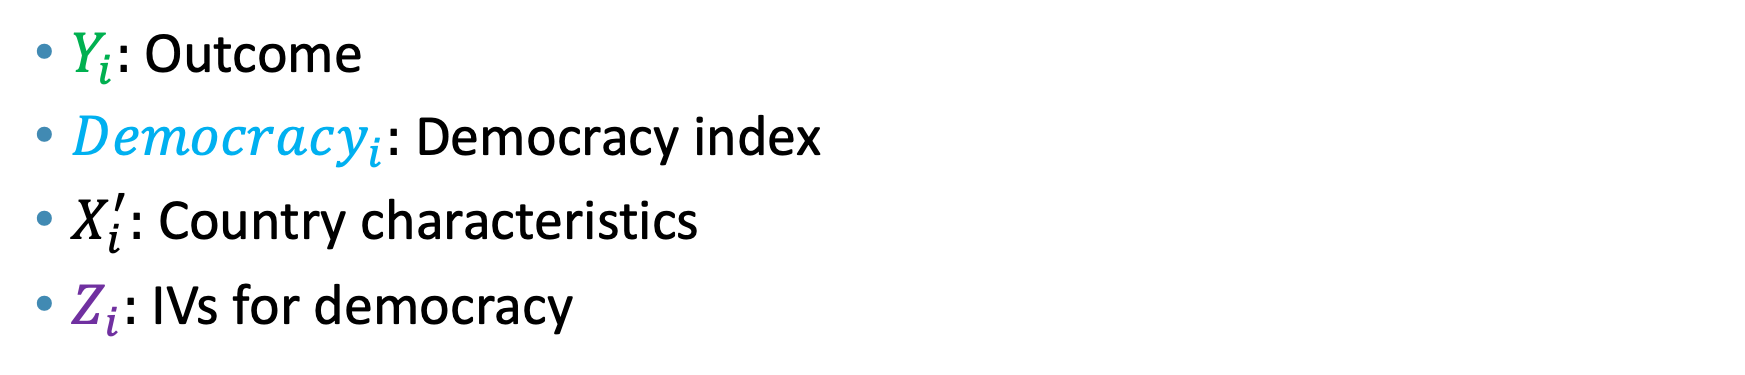 • Yᵢ: Outcome
• Democracyᵢ: Democracy index
• X′ᵢ: Country characteristics
• Zᵢ: IVs for democracy